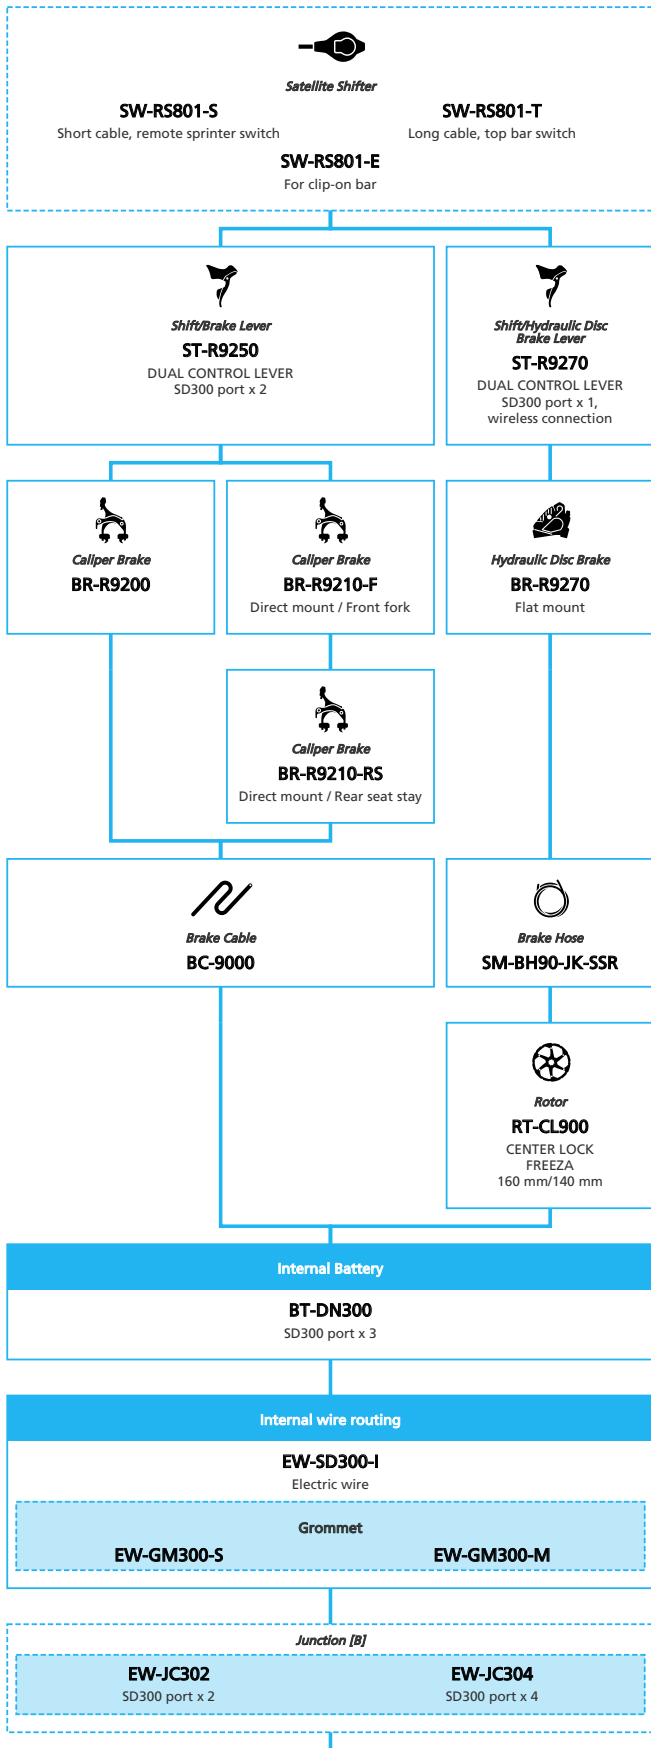 Satellite Shifter
SW-RS801-S
Short cable, remote sprinter switch
SW-RS801-T
Long cable, top bar switch
SW-RS801-E
For clip-on bar
Shift/Brake Lever
ST-R9250
DUAL CONTROL LEVER
SD300 port x 2
Shift/Hydraulic Disc
Brake Lever
ST-R9270
DUAL CONTROL LEVER
SD300 port x 1,
wireless connection
Caliper Brake
BR-R9200
Caliper Brake
BR-R9210-F
Direct mount / Front fork
Hydraulic Disc Brake
BR-R9270
Flat mount
Caliper Brake
BR-R9210-RS
Direct mount / Rear seat stay
Brake Cable
BC-9000
Brake Hose
SM-BH90-JK-SSR
Rotor
RT-CL900
CENTER LOCK
FREEZA
160 mm/140 mm
Internal Battery
BT-DN300
SD300 port x 3
Internal wire routing
EW-SD300-I
Electric wire
Grommet
EW-GM300-S
EW-GM300-M
Junction [B]
EW-JC302
SD300 port x 2
EW-JC304
SD300 port x 4